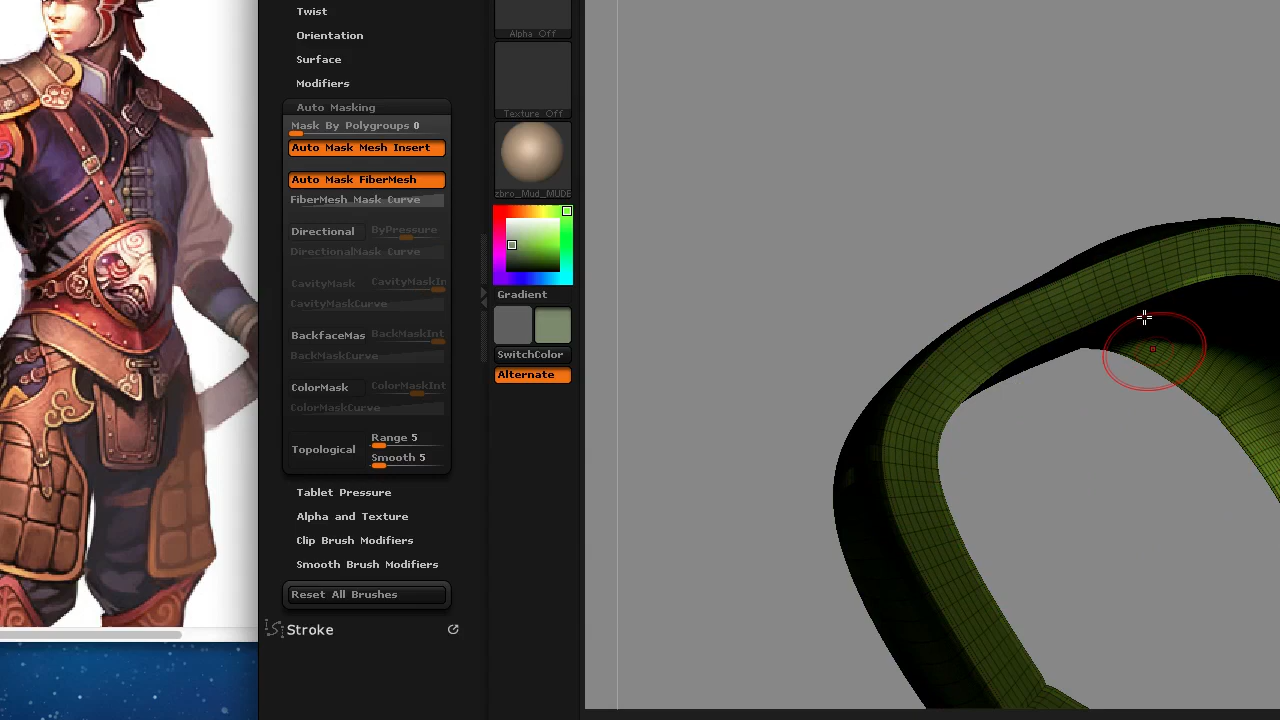 Twist
Orientation
Surface
Modifiers
Auto Masking
Mask By Polygroups 0
Auto Mask Mesh Insert
Auto Mask FiberMesh
FiberMesh Mask Curve
Directional ByPressure
DirectionalMask Curve
CavityMask CavityMaskIn
CavityMaskCurve
BackfaceMas BackMaskInt
BackMaskCurve
ColorMask ColorMaskInt
ColorMaskCurve
Topological Range 5
Smooth 5
Tablet Pressure
Alpha and Texture
Clip Brush Modifiers
Smooth Brush Modifiers
Reset All Brushes
Stroke
Alpha Off
Texture Off
zbro_Mud_MUDE
Gradient
SwitchColor
Alternate